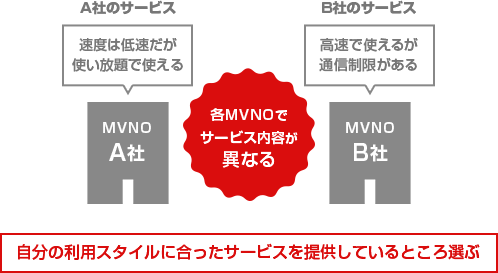 A社のサービス
B社のサービス
速度は低速だが
使い放題で使える
高速で使えるが
通信制限がある
各MVNOで
サービス内容が
異なる
MVNO
A社
MVNO
B社
自分の利用スタイルに合ったサービスを提供しているところ選ぶ